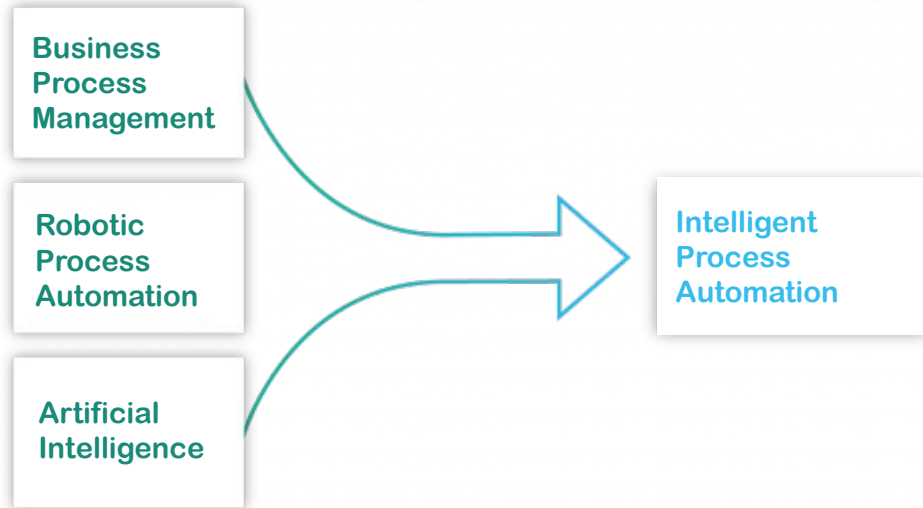 Business
Process
Management
Robotic
Process
Automation
Artificial
Intelligence
Intelligent
Process
Automation